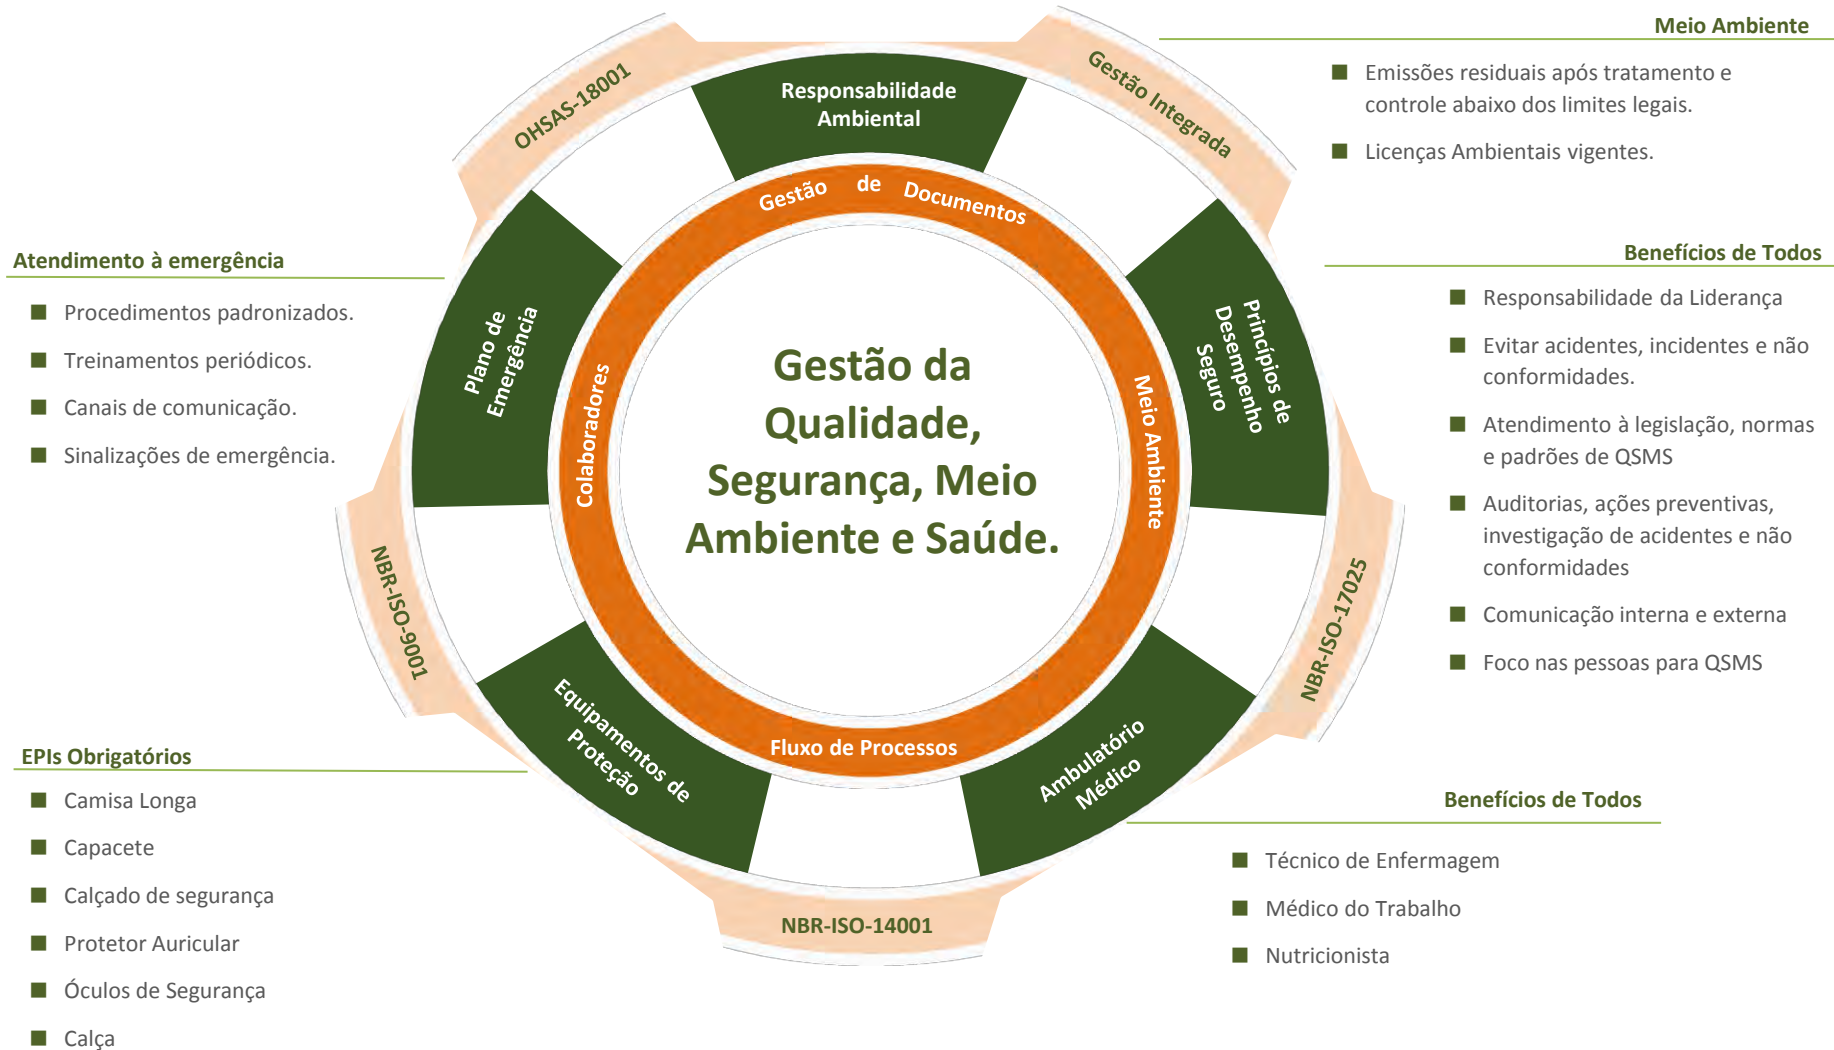 Meio Ambiente
Emissões residuais após tratamento e
controle abaixo dos limites legais.
Licenças Ambientais vigentes.
OHSAS-18001
Gestão Integrada
Responsabilidade
Ambiental
Gestão de Documentos
Atendimento à emergência
Procedimentos padronizados.
Treinamentos periódicos.
Canais de comunicação.
Sinalizações de emergência.
Plano de
Emergência
Colaboradores
Gestão da
Qualidade,
Segurança, Meio
Ambiente e Saúde.
Meio Ambiente
Princípios de
Desempenho
Seguro
Benefícios de Todos
Responsabilidade da Liderança
Evitar acidentes, incidentes e não
conformidades.
Atendimento à legislação, normas
e padrões de QSMS
Auditorias, ações preventivas,
investigação de acidentes e não
conformidades
Comunicação interna e externa
Foco nas pessoas para QSMS
NBR-ISO-9001
NBR-ISO-17025
Equipamentos de
Proteção
Fluxo de Processos
Ambulatório
Médico
NBR-ISO-14001
EPIs Obrigatórios
Camisa Longa
Capacete
Calçado de segurança
Protetor Auricular
Óculos de Segurança
Calça
Benefícios de Todos
Técnico de Enfermagem
Médico do Trabalho
Nutricionista